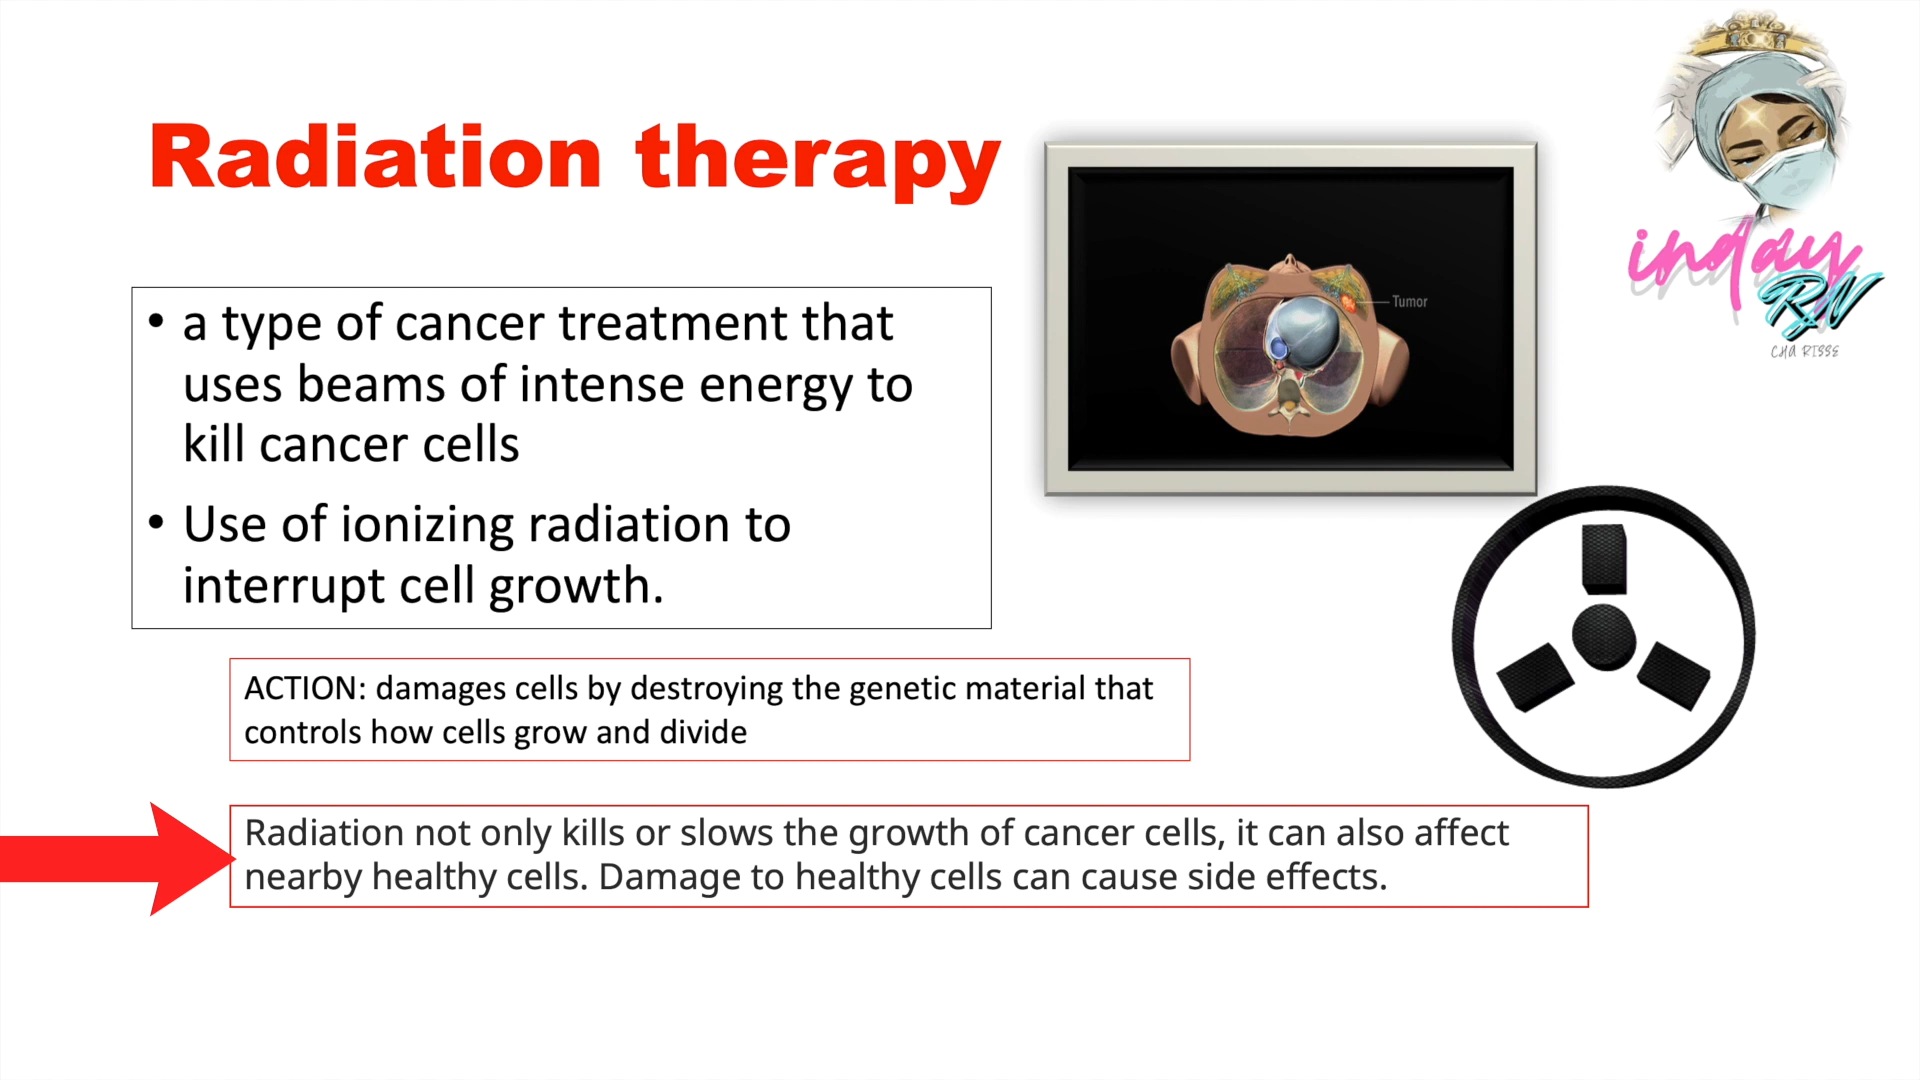 Radiation therapy
• a type of cancer treatment that
uses beams of intense energy to
kill cancer cells
• Use of ionizing radiation to
interrupt cell growth.
Tumor
inday
RN
CHA RISSE
ACTION: damages cells by destroying the genetic material that
controls how cells grow and divide
Radiation not only kills or slows the growth of cancer cells, it can also affect
nearby healthy cells. Damage to healthy cells can cause side effects.